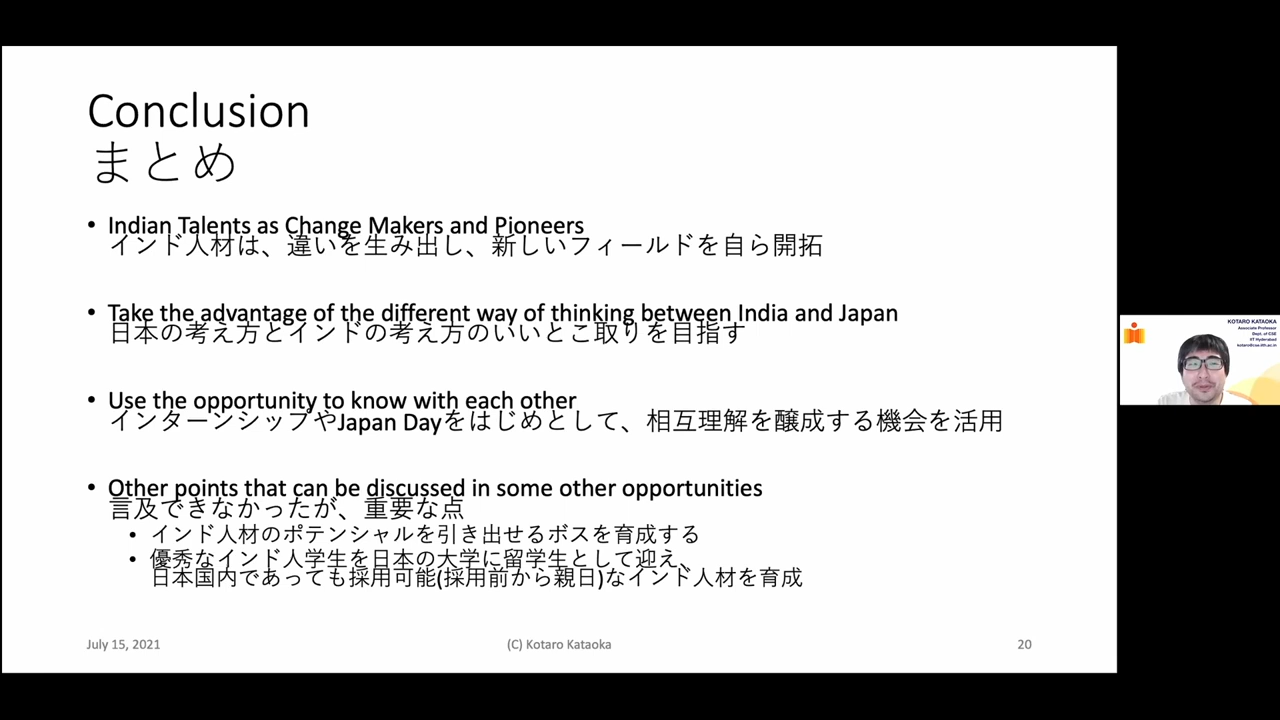 Conclusion
まとめ
• Indian Talents as Change Makers and Pioneers
インド人材は、違いを生み出し、新しいフィールドを自ら開拓
• Take the advantage of the different way of thinking between India and Japan
日本の考え方とインドの考え方のいいとこ取りを目指す
• Use the opportunity to know with each other
インターンシップやJapan Dayをはじめとして、相互理解を醸成する機会を活用
• Other points that can be discussed in some other opportunities
言及できなかったが、重要な点
• インド人材のポテンシャルを引き出せるボスを育成する
• 優秀なインド人学生を日本の大学に留学生として迎え、
日本国内であっても採用可能(採用前から親日)なインド人材を育成
July 15, 2021
(C) Kotaro Kataoka
20
KOTARO KATAOKA
Associate Professor
Dept. of CSE
IIT Hyderabad
kotaro@cse.iith.ac.in